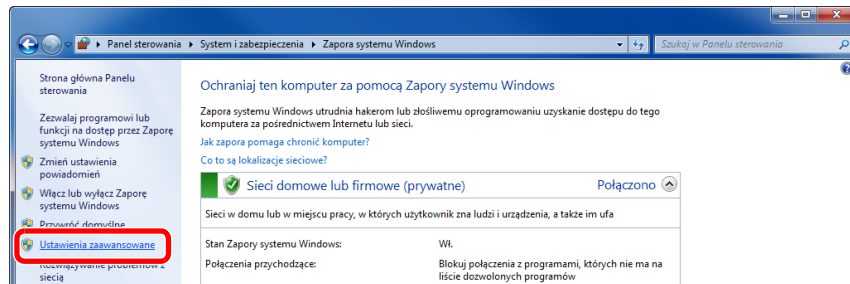 Panel sterowania ▸ System i zabezpieczenia ▸ Zapora systemu Windows
Szukaj w Panelu sterowania
Strona główna Panelu
sterowania
Zezwalaj programowi lub
funkcji na dostęp przez Zaporę
systemu Windows
Zmień ustawienia
powiadomień
Włącz lub wyłącz Zaporę
systemu Windows
Przywróć domyślne
Ustawienia zaawansowane
Rozwiązywanie problemów z
siecią
Ochraniaj ten komputer za pomocą Zapory systemu Windows
Zapora systemu Windows utrudnia hakerom lub złośliwemu oprogramowaniu uzyskanie dostępu do tego
komputera za pośrednictwem Internetu lub sieci.
Jak zapora pomaga chronić komputer?
Co to są lokalizacje sieciowe?
Sieci domowe lub firmowe (prywatne) Połączono
Sieci w domu lub w miejscu pracy, w których użytkownik zna ludzi i urządzenia, a także im ufa
Stan Zapory systemu Windows: Wł.
Połączenia przychodzące: Blokuj połączenia z programami, których nie ma na
liście dozwolonych programów